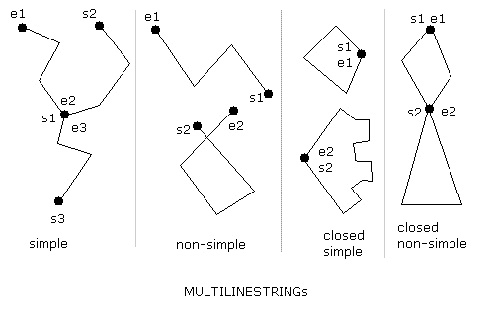 e1
s2
e2
s1
e3
s3
simple
e1
s1
s2
e2
non-simple
s1
e1
e2
s2
closed
simple
s1 e1
s2 e2
closed
non-simple
MU_TILINESTRINGs